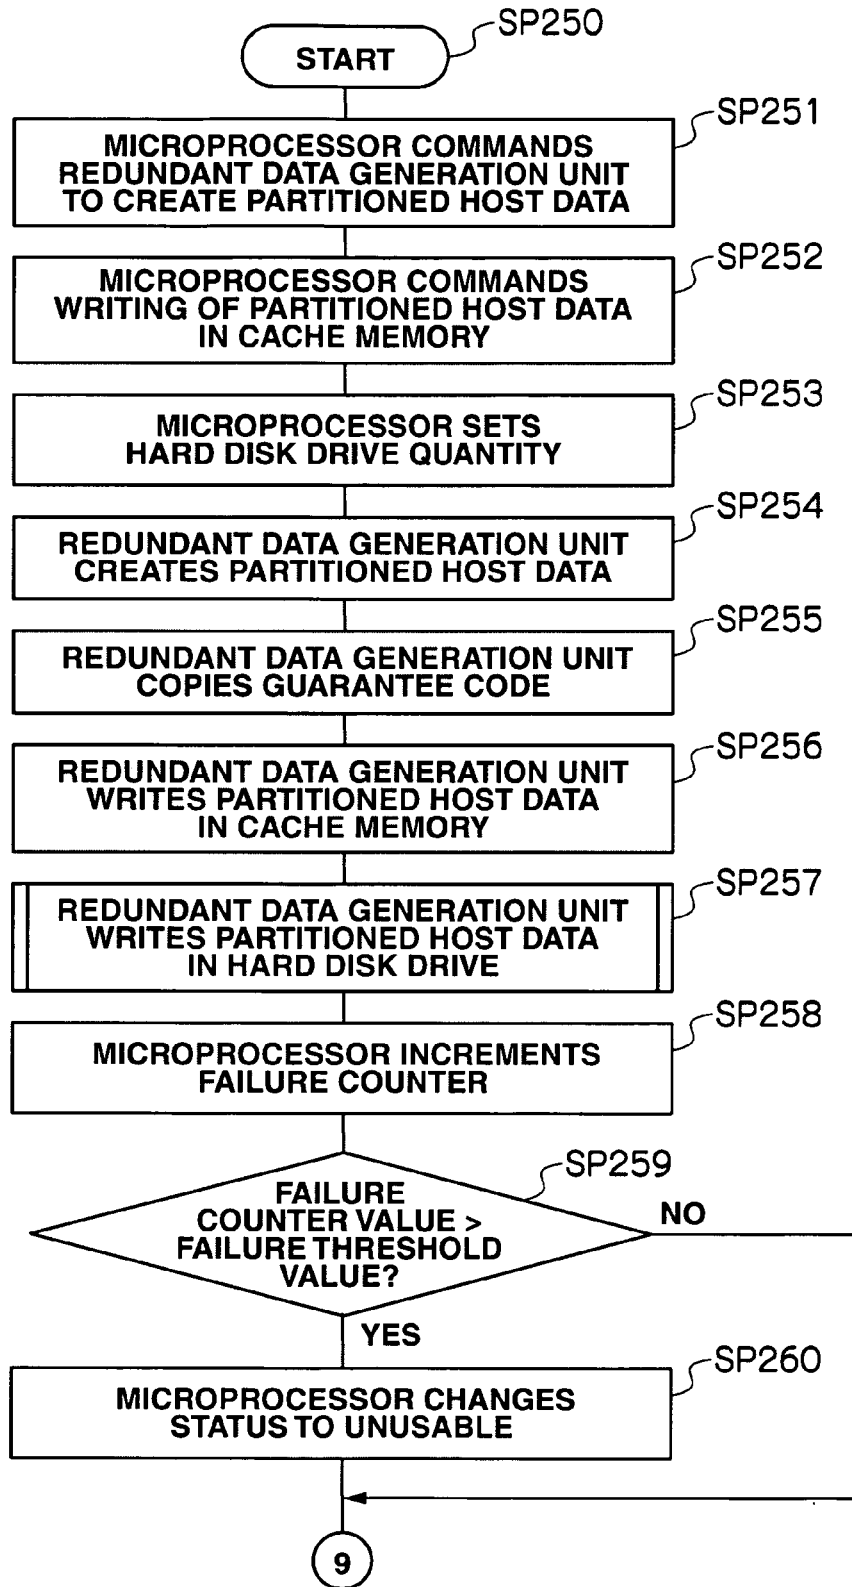 SP250
START
SP251
MICROPROCESSOR COMMANDS
REDUNDANT DATA GENERATION UNIT
TO CREATE PARTITIONED HOST DATA
SP252
MICROPROCESSOR COMMANDS
WRITING OF PARTITIONED HOST DATA
IN CACHE MEMORY
SP253
MICROPROCESSOR SETS
HARD DISK DRIVE QUANTITY
SP254
REDUNDANT DATA GENERATION UNIT
CREATES PARTITIONED HOST DATA
SP255
REDUNDANT DATA GENERATION UNIT
COPIES GUARANTEE CODE
SP256
REDUNDANT DATA GENERATION UNIT
WRITES PARTITIONED HOST DATA
IN CACHE MEMORY
SP257
REDUNDANT DATA GENERATION UNIT
WRITES PARTITIONED HOST DATA
IN HARD DISK DRIVE
SP258
MICROPROCESSOR INCREMENTS
FAILURE COUNTER
SP259
FAILURE
COUNTER VALUE >
FAILURE THRESHOLD
VALUE?
NO
YES
SP260
MICROPROCESSOR CHANGES
STATUS TO UNUSABLE
9